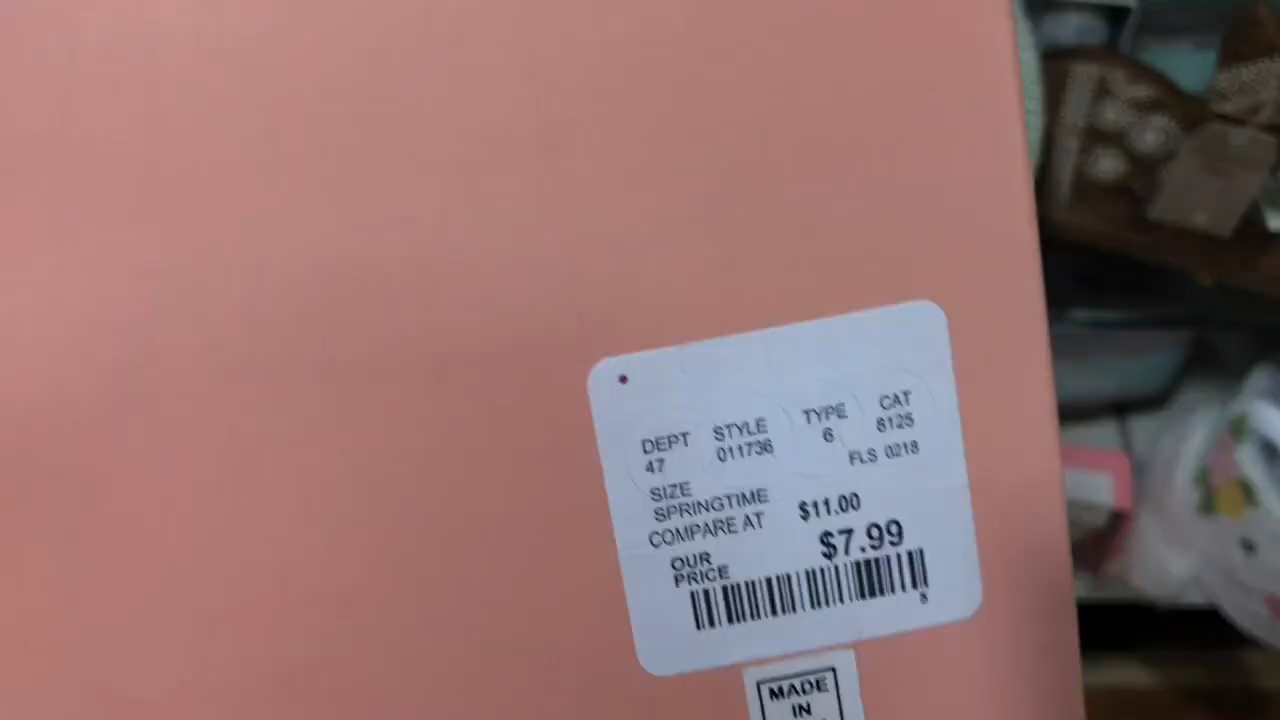 DEPT STYLE TYPE CAT
47 011736 6 8125
FLS 0218
SIZE
SPRINGTIME
COMPARE AT $11.00
OUR PRICE $7.99
8
MADE
IN